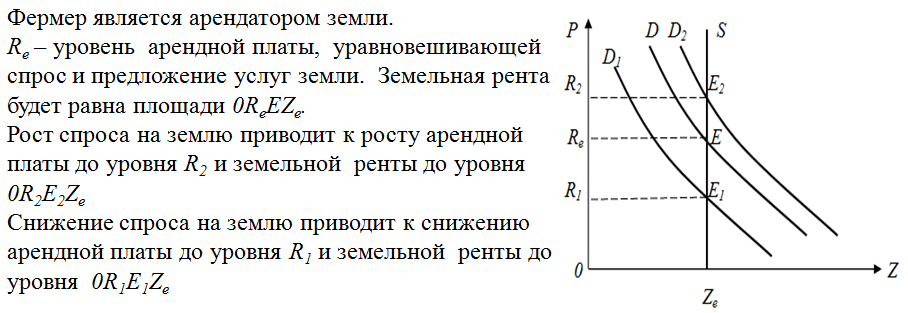 Фермер является арендатором земли.
Re – уровень арендной платы, уравновешивающей
спрос и предложение услуг земли. Земельная рента
будет равна площади 0ReEZe.
Рост спроса на землю приводит к росту арендной
платы до уровня R2 и земельной ренты до уровня
0R2E2Ze
Снижение спроса на землю приводит к снижению
арендной платы до уровня R1 и земельной ренты до
уровня 0R1E1Ze
P D D2 S
D1
R2 E2
Re E
R1 E1
0 Z
Ze